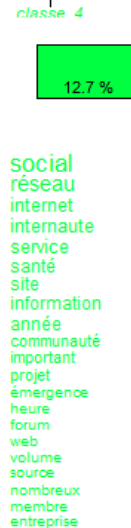 classe 4
12.7 %
social
réseau
internet
internaute
service
santé
site
information
année
communauté
important
projet
émergence
heure
forum
web
volume
source
nombreux
membre
entreprise